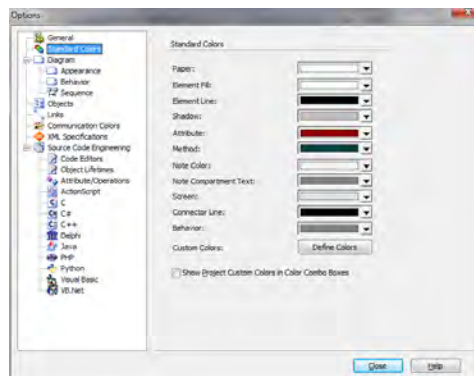 Options
General
Standard Colors
Diagram
Appearance
Behavior
Sequence
Objects
Links
Communication Colors
XML Specifications
Source Code Engineering
Code Editors
Object Lifetimes
Attribute/Operations
ActionScript
C
C#
C++
Delphi
Java
PHP
Python
Visual Basic
VB.Net
Standard Colors
Paper:
Element Fill:
Element Line:
Shadow:
Attribute:
Method:
Note Color:
Note Compartment Text:
Screen:
Connector Line:
Behavior:
Custom Colors:
Define Colors
Show Project Custom Colors in Color Combo Boxes
Close
Help